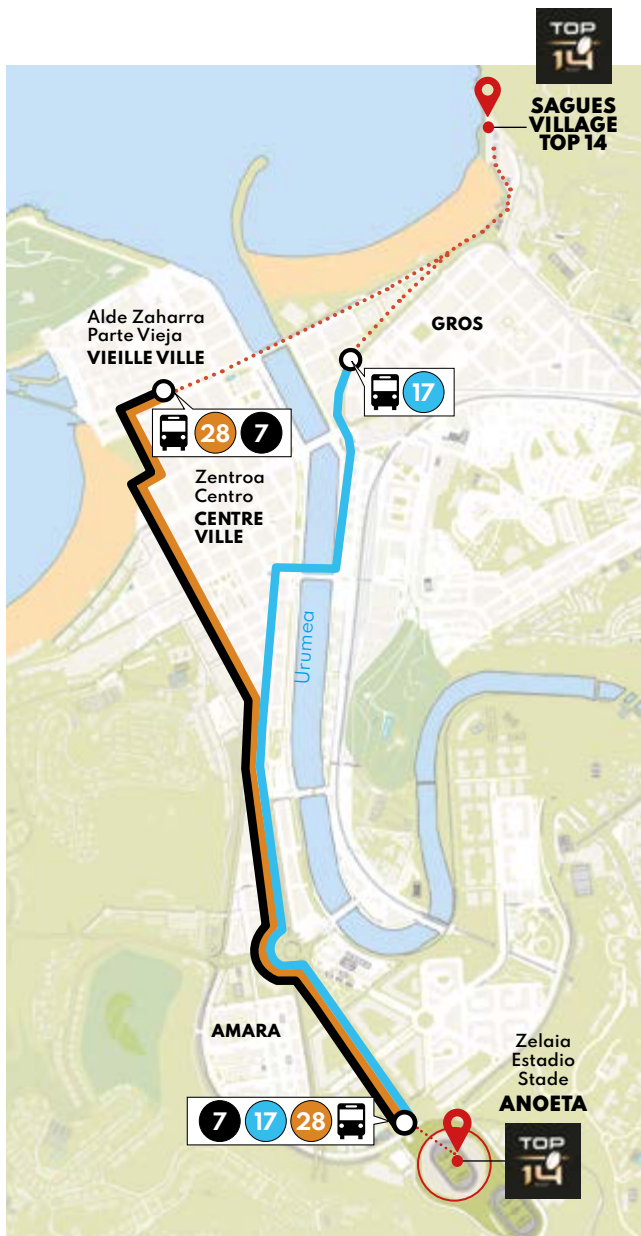 TOP
14
SAGUES
VILLAGE
TOP 14
Alde Zaharra
Parte Vieja
VIEILLE VILLE
GROS
17
28 7
Zentroa
Centro
CENTRE
VILLE
Urumea
AMARA
Zelaia
Estadio
Stade
ANOETA
7 17 28
TOP
14